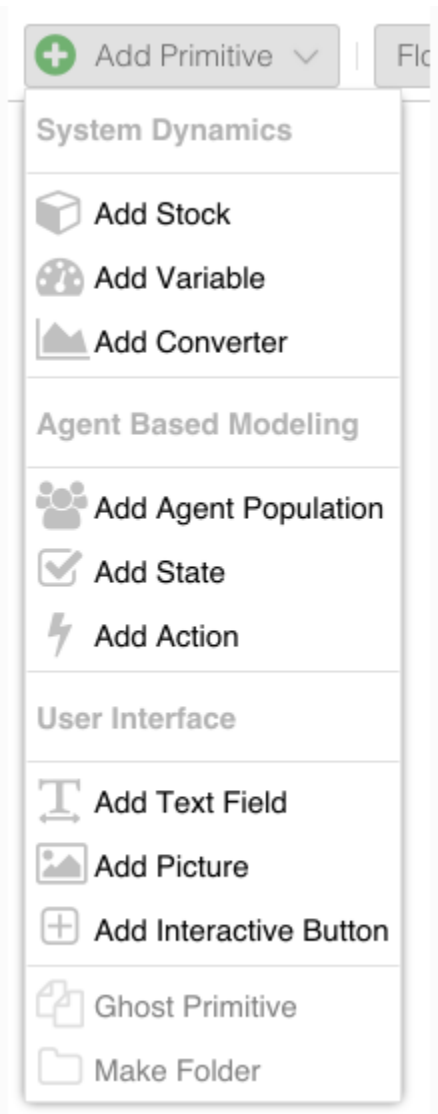 Add Primitive
Flo
System Dynamics
Add Stock
Add Variable
Add Converter
Agent Based Modeling
Add Agent Population
Add State
Add Action
User Interface
Add Text Field
Add Picture
Add Interactive Button
Ghost Primitive
Make Folder